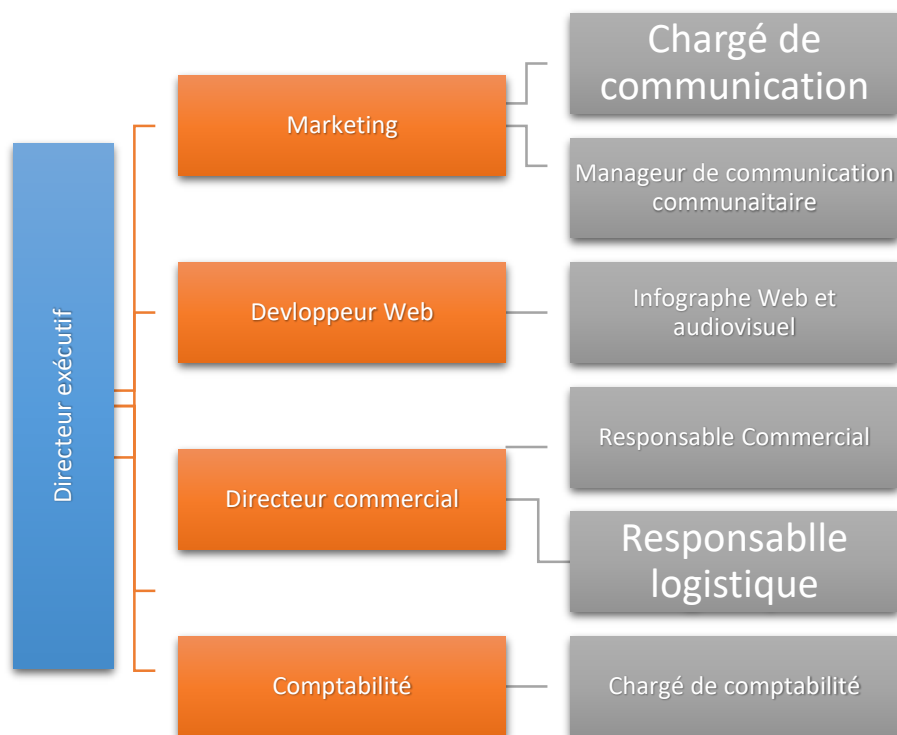 Directeur exécutif
Marketing
Chargé de
communication
Manageur de communication
communaitaire
Devloppeur Web
Infographe Web et
audiovisuel
Directeur commercial
Responsable Commercial
Responsablle
logistique
Comptabilité
Chargé de comptabilité